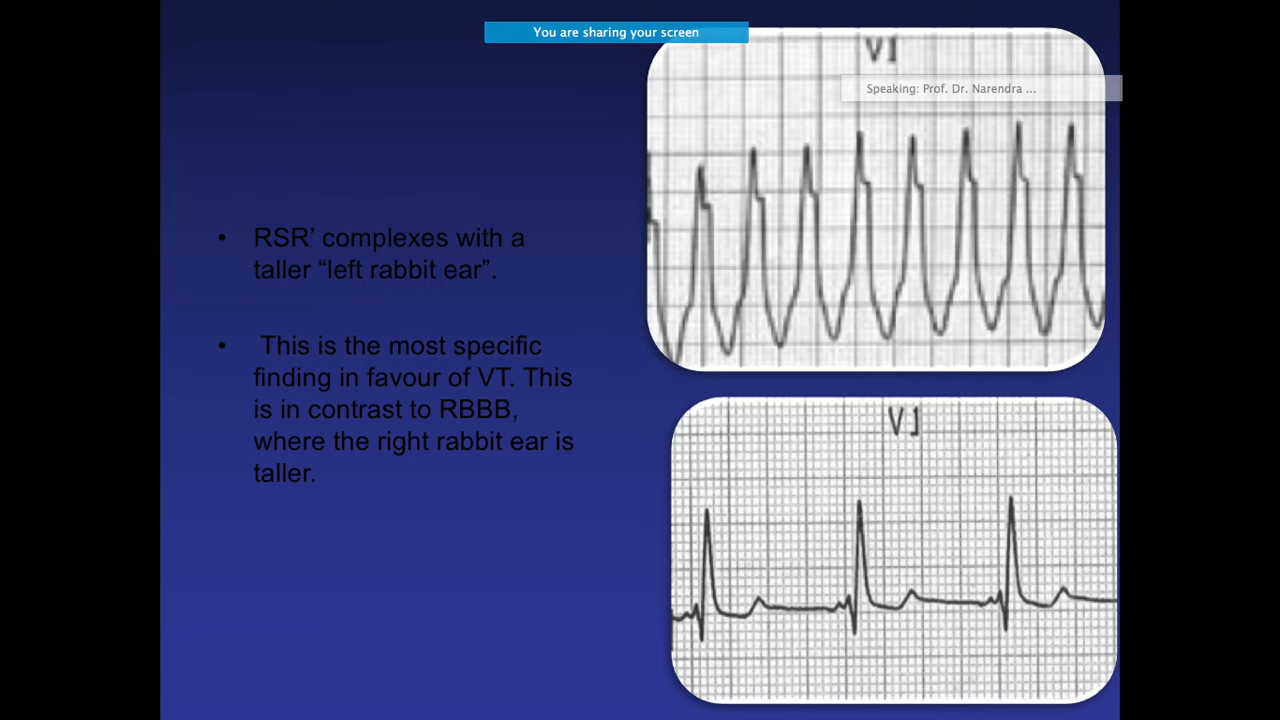 You are sharing your screen
V1
Speaking: Prof. Dr. Narendra ...
• RSR’ complexes with a
taller “left rabbit ear”.
• This is the most specific
finding in favour of VT. This
is in contrast to RBBB,
where the right rabbit ear is
taller.
V1